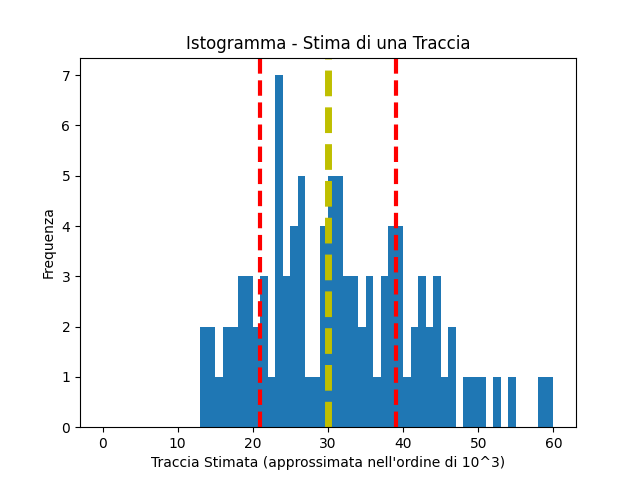 Istogramma - Stima di una Traccia
Frequenza
7
6
5
4
3
2
1
0
0 10 20 30 40 50 60
Traccia Stimata (approssimata nell'ordine di 10^3)